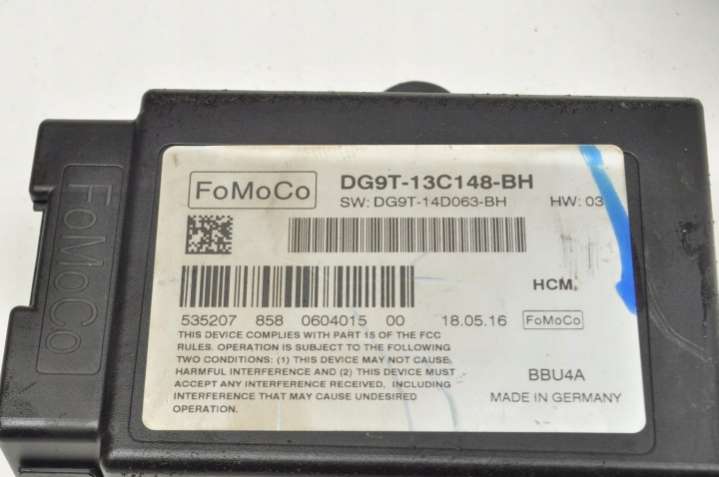 FoMoCo
FoMoCo DG9T-13C148-BH
SW: DG9T-14D063-BH HW: 03
HCM
535207 858 0604015 00 18.05.16 FoMoCo
THIS DEVICE COMPLIES WITH PART 15 OF THE FCC
RULES. OPERATION IS SUBJECT TO THE FOLLOWING
TWO CONDITIONS: (1) THIS DEVICE MAY NOT CAUSE
HARMFUL INTERFERENCE AND (2) THIS DEVICE MUST
ACCEPT ANY INTERFERENCE RECEIVED, INCLUDING
INTERFERENCE THAT MAY CAUSE UNDESIRED
OPERATION.
BBU4A
MADE IN GERMANY